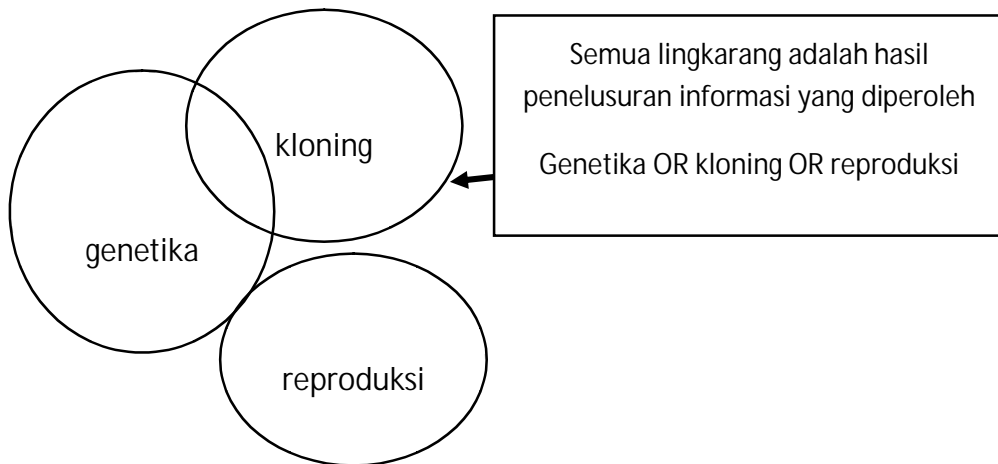 Semua lingkarang adalah hasil
penelusuran informasi yang diperoleh
Genetika OR kloning OR reproduksi
kloning
genetika
reproduksi